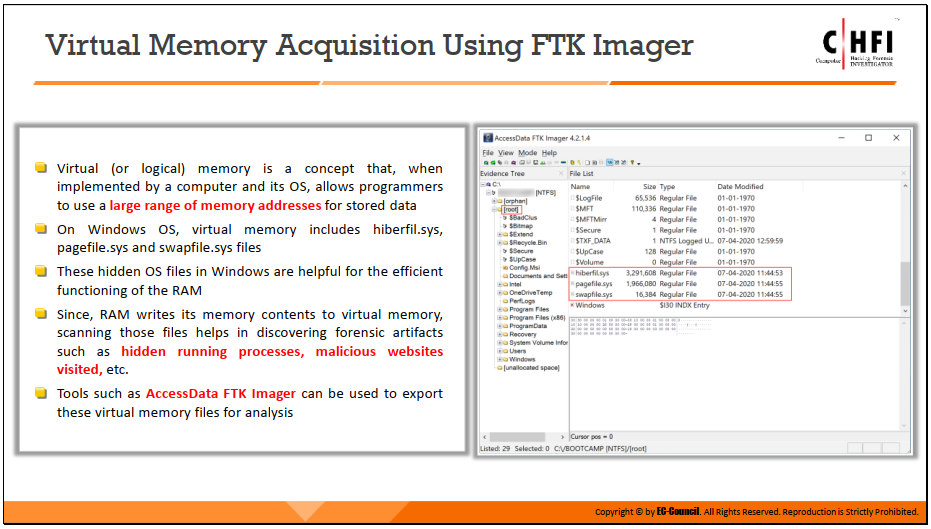 Virtual Memory Acquisition Using FTK Imager
C HFI
Computer Hacking Forensic
INVESTIGATOR
Virtual (or logical) memory is a concept that, when
implemented by a computer and its OS, allows programmers
to use a large range of memory addresses for stored data
On Windows OS, virtual memory includes hiberfil.sys,
pagefile.sys and swapfile.sys files
These hidden OS files in Windows are helpful for the efficient
functioning of the RAM
Since, RAM writes its memory contents to virtual memory,
scanning those files helps in discovering forensic artifacts
such as hidden running processes, malicious websites
visited, etc.
Tools such as AccessData FTK Imager can be used to export
these virtual memory files for analysis
AccessData FTK Imager 4.2.1.4
File View Mode Help
Evidence Tree
C:\
[NTFS]
[orphan]
[root]
$BadClus
$Bitmap
$Extend
$Recycle.Bin
$Secure
$UpCase
Config.Msi
Documents and Sett
Intel
OneDriveTemp
PerfLogs
Program Files
Program Files (x86)
ProgramData
Recovery
System Volume Infor
Users
Windows
[unallocated space]
File List
Name Size Type Date Modified
$LogFile 65,536 Regular File 01-01-1970
$MFT 110,336 Regular File 01-01-1970
$MFTMirr 4 Regular File 01-01-1970
$Secure 1 Regular File 01-01-1970
$TXF_DATA 1 NTFS Logged U... 07-04-2020 12:59:59
$UpCase 128 Regular File 01-01-1970
$Volume 0 Regular File 01-01-1970
hiberfil.sys 3,291,608 Regular File 07-04-2020 11:44:53
pagefile.sys 1,966,080 Regular File 07-04-2020 11:44:55
swapfile.sys 16,384 Regular File 07-04-2020 11:44:55
Windows $I30 INDX Entry
Cursor pos = 0
Listed: 29 Selected: 0 C:\/BOOTCAMP [NTFS]/[root]
Copyright © by EC-Council. All Rights Reserved. Reproduction is Strictly Prohibited.